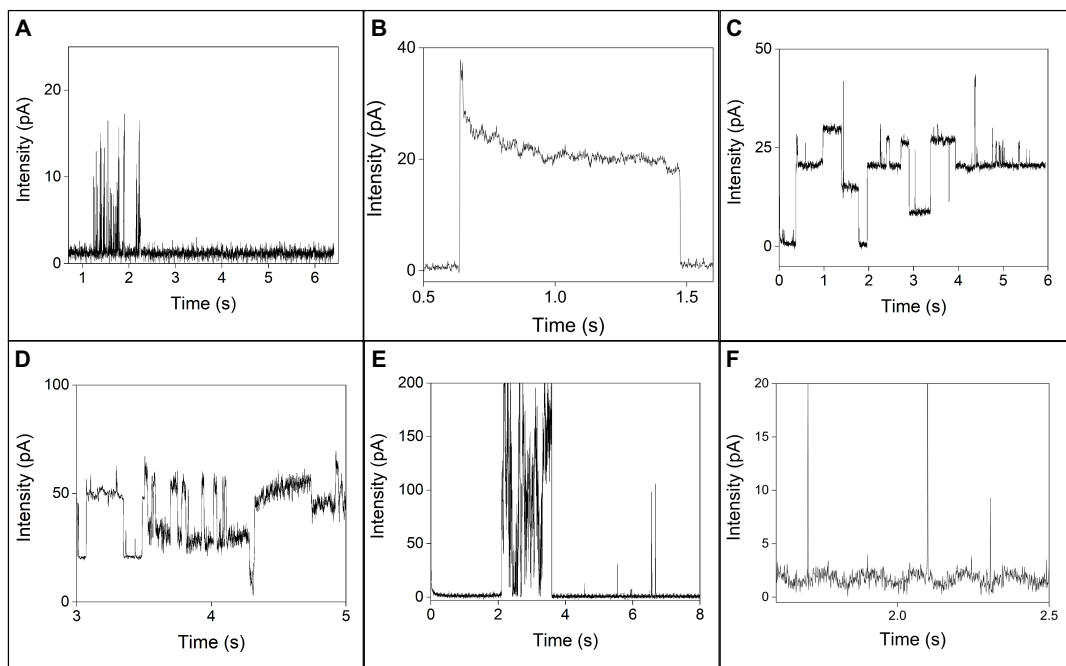 A
Intensity (pA)
20
10
0
1 2 3 4 5 6
Time (s)
B
Intensity (pA)
40
20
0
0.5 1.0 1.5
Time (s)
C
Intensity (pA)
50
25
0
0 1 2 3 4 5 6
Time (s)
D
Intensity (pA)
100
50
0
3 4 5
Time (s)
E
Intensity (pA)
200
150
100
50
0
0 2 4 6 8
Time (s)
F
Intensity (pA)
20
15
10
5
0
2.0 2.5
Time (s)